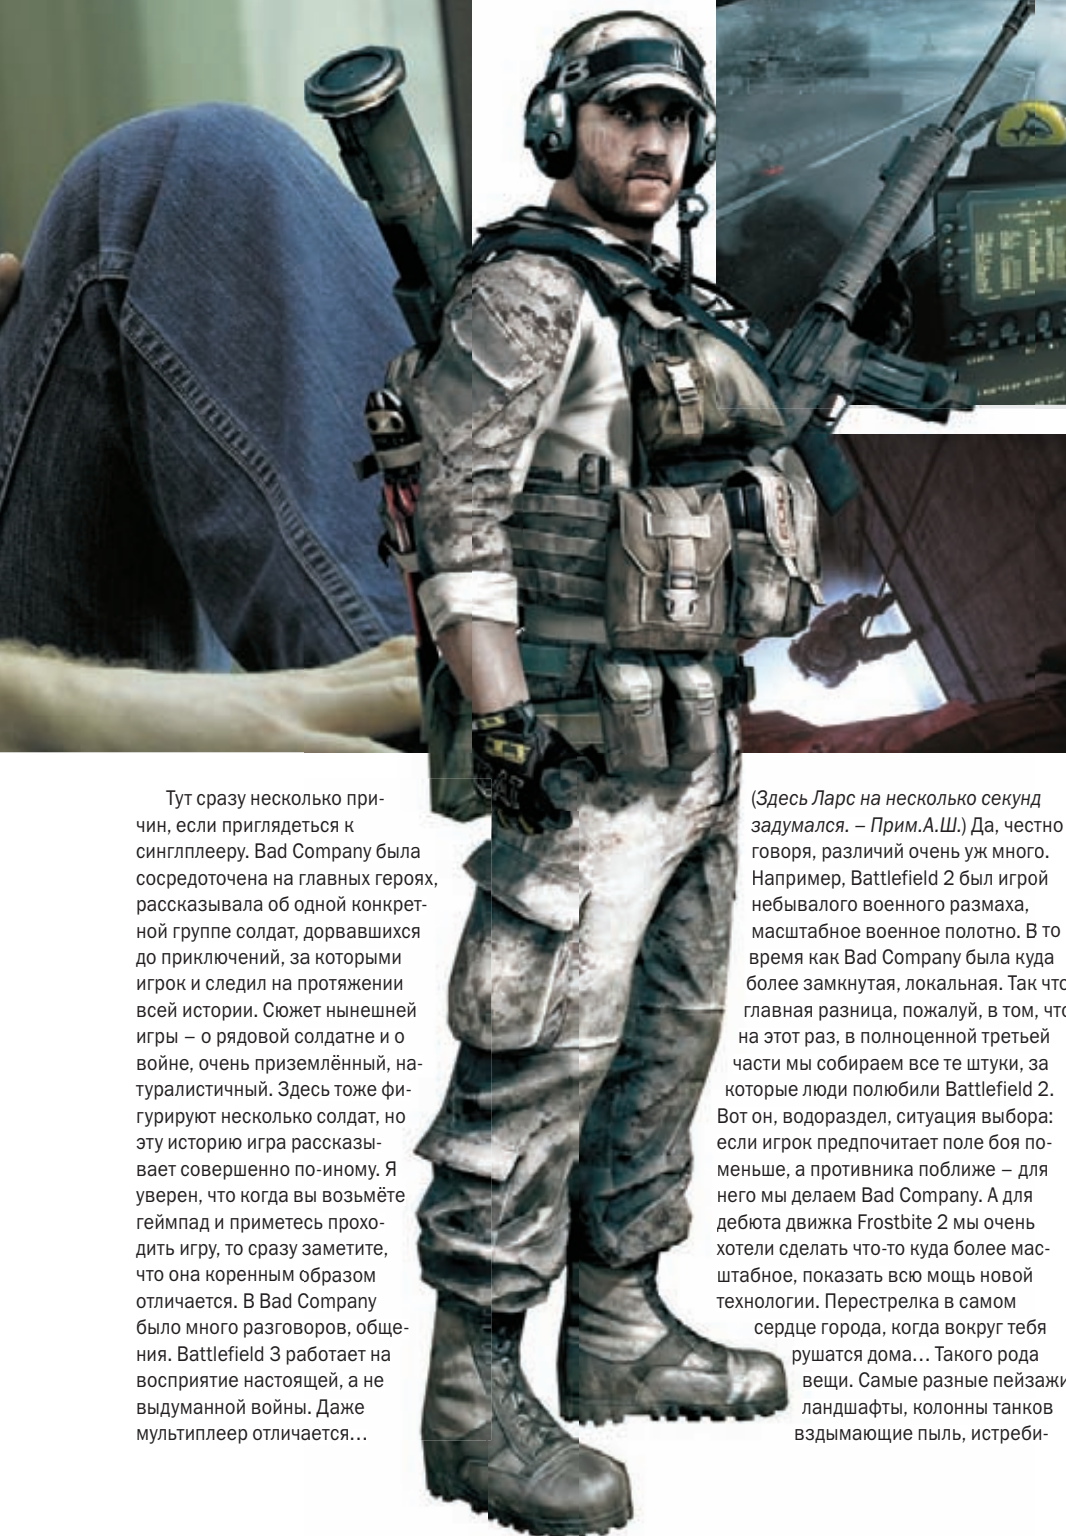 B
Тут сразу несколько при-
чин, если приглядеться к
синглплееру. Bad Company была
сосредоточена на главных героях,
рассказывала об одной конкрет-
ной группе солдат, дорвавшихся
до приключений, за которыми
игрок и следил на протяжении
всей истории. Сюжет нынешней
игры – о рядовой солдатне и о
войне, очень приземлённый, на-
туралистичный. Здесь тоже фи-
гурируют несколько солдат, но
эту историю игра рассказы-
вает совершенно по-иному. Я
уверен, что когда вы возьмёте
геймпад и приметесь прохо-
дить игру, то сразу заметите,
что она коренным образом
отличается. В Bad Company
было много разговоров, обще-
ния. Battlefield 3 работает на
восприятие настоящей, а не
выдуманной войны. Даже
мультиплеер отличается…
(Здесь Ларс на несколько секунд
задумался. – Прим.А.Ш.) Да, честно
говоря, различий очень уж много.
Например, Battlefield 2 был игрой
небывалого военного размаха,
масштабное военное полотно. В то
время как Bad Company была куда
более замкнутая, локальная. Так что
главная разница, пожалуй, в том, что
на этот раз, в полноценной третьей
части мы собираем все те штуки, за
которые люди полюбили Battlefield 2.
Вот он, водораздел, ситуация выбора:
если игрок предпочитает поле боя по-
меньше, а противника поближе – для
него мы делаем Bad Company. А для
дебюта движка Frostbite 2 мы очень
хотели сделать что-то куда более мас-
штабное, показать всю мощь новой
технологии. Перестрелка в самом
сердце города, когда вокруг тебя
рушатся дома… Такого рода
вещи. Самые разные пейзажи
ландшафты, колонны танков
вздымающие пыль, истреби-